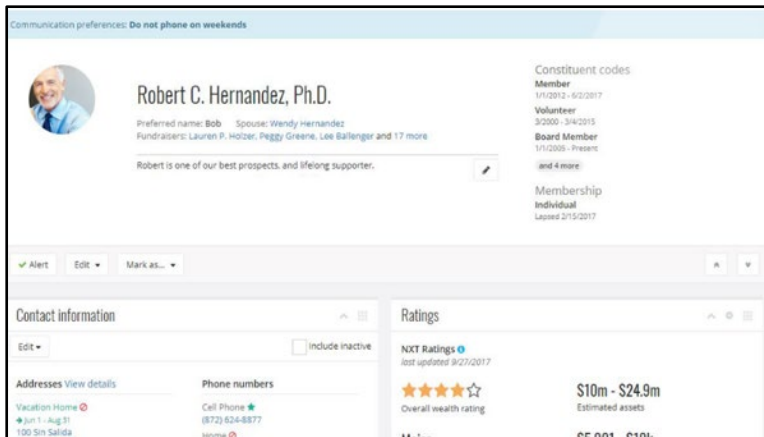 Communication preferences: Do not phone on weekends
Robert C. Hernandez, Ph.D.
Preferred name: Bob Spouse: Wendy Hernandez
Fundraisers: Lauren P. Holzer, Peggy Greene, Lee Ballenger and 17 more
Robert is one of our best prospects, and lifelong supporter.
Constituent codes
Member
1/1/2012 - 6/2/2017
Volunteer
3/2000 - 3/4/2015
Board Member
1/1/2005 - Present
and 4 more
Membership
Individual
Lapsed 2/15/2017
Alert Edit Mark as...
Contact information
Edit Include inactive
Addresses View details
Vacation Home
Jun 1 - Aug 31
100 Sin Salida
Phone numbers
Cell Phone
(872) 624-8877
Home
Ratings
NXT Ratings
last updated 9/27/2017
Overall wealth rating
$10m - $24.9m
Estimated assets